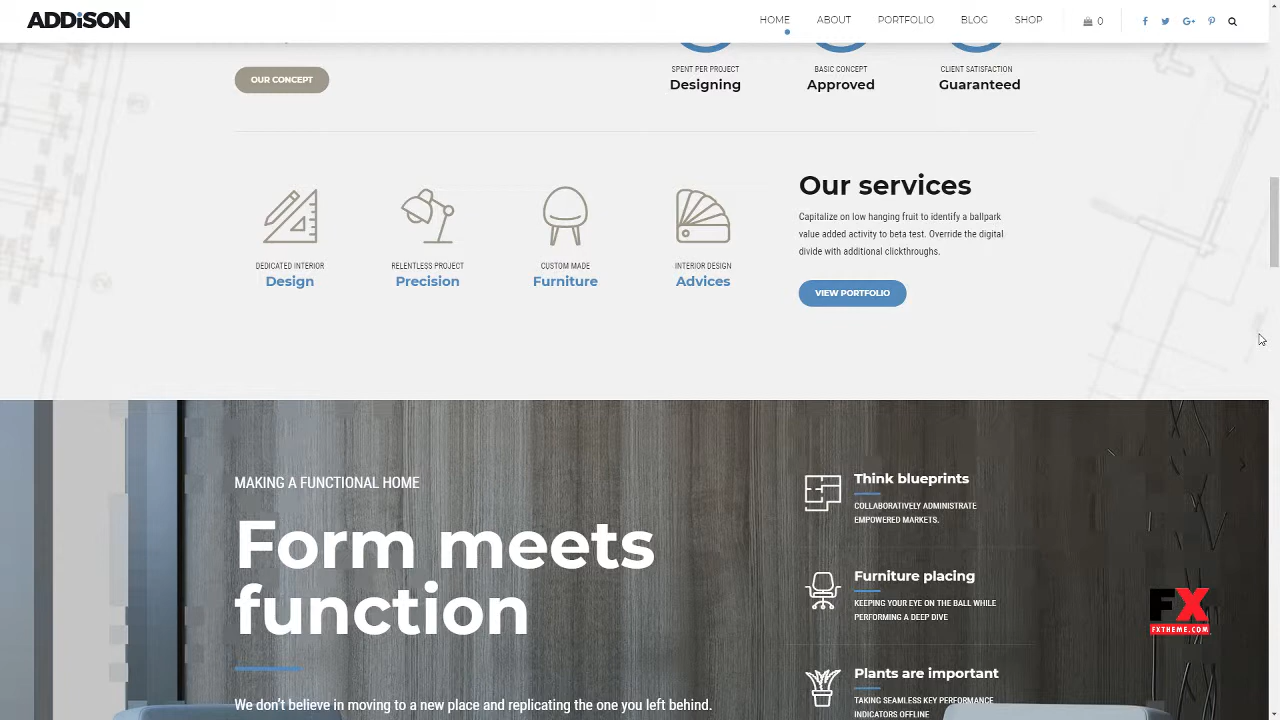 ADDiSON
HOME ABOUT PORTFOLIO BLOG SHOP 0
OUR CONCEPT
SPENT PER PROJECT
Designing
BASIC CONCEPT
Approved
CLIENT SATISFACTION
Guaranteed
DEDICATED INTERIOR
Design
RELENTLESS PROJECT
Precision
CUSTOM MADE
Furniture
INTERIOR DESIGN
Advices
Our services
Capitalize on low hanging fruit to identify a ballpark
value added activity to beta test. Override the digital
divide with additional clickthroughs.
VIEW PORTFOLIO
MAKING A FUNCTIONAL HOME
Form meets
function
We don't believe in moving to a new place and replicating the one you left behind.
Think blueprints
COLLABORATIVELY ADMINISTRATE
EMPOWERED MARKETS.
Furniture placing
KEEPING YOUR EYE ON THE BALL WHILE
PERFORMING A DEEP DIVE
Plants are important
TAKING SEAMLESS KEY PERFORMANCE
INDICATORS OFFLINE
FX
FXTHEME.COM